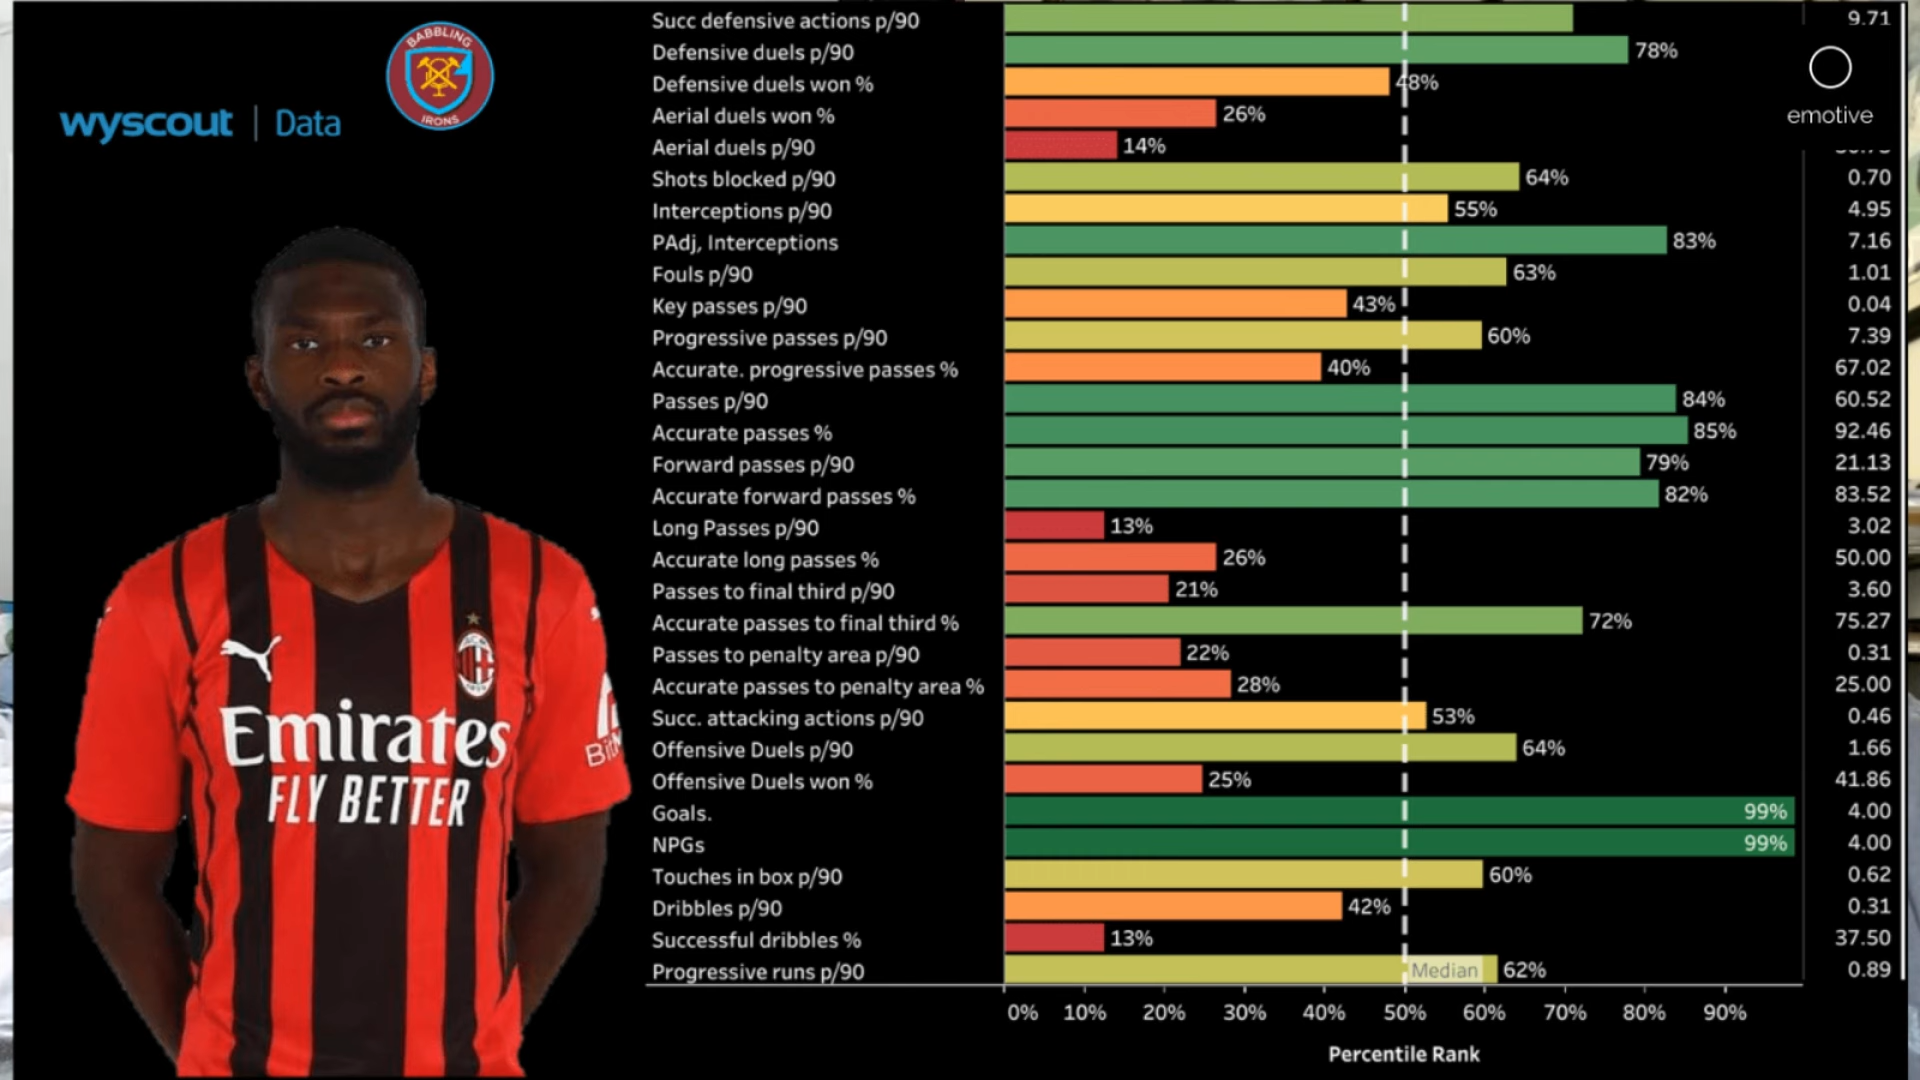 BABBLING
IRONS
wyscout | Data
emotive
Succ defensive actions p/90 9.71
Defensive duels p/90 78%
Defensive duels won % 48%
Aerial duels won % 26%
Aerial duels p/90 14%
Shots blocked p/90 64% 0.70
Interceptions p/90 55% 4.95
PAdj, Interceptions 83% 7.16
Fouls p/90 63% 1.01
Key passes p/90 43% 0.04
Progressive passes p/90 60% 7.39
Accurate. progressive passes % 40% 67.02
Passes p/90 84% 60.52
Accurate passes % 85% 92.46
Forward passes p/90 79% 21.13
Accurate forward passes % 82% 83.52
Long Passes p/90 13% 3.02
Accurate long passes % 26% 50.00
Passes to final third p/90 21% 3.60
Accurate passes to final third % 72% 75.27
Passes to penalty area p/90 22% 0.31
Accurate passes to penalty area % 28% 25.00
Succ. attacking actions p/90 53% 0.46
Offensive Duels p/90 64% 1.66
Offensive Duels won % 25% 41.86
Goals. 99% 4.00
NPGs 99% 4.00
Touches in box p/90 60% 0.62
Dribbles p/90 42% 0.31
Successful dribbles % 13% 37.50
Progressive runs p/90 Median 62% 0.89
0% 10% 20% 30% 40% 50% 60% 70% 80% 90%
Percentile Rank
Emirates
FLY BETTER